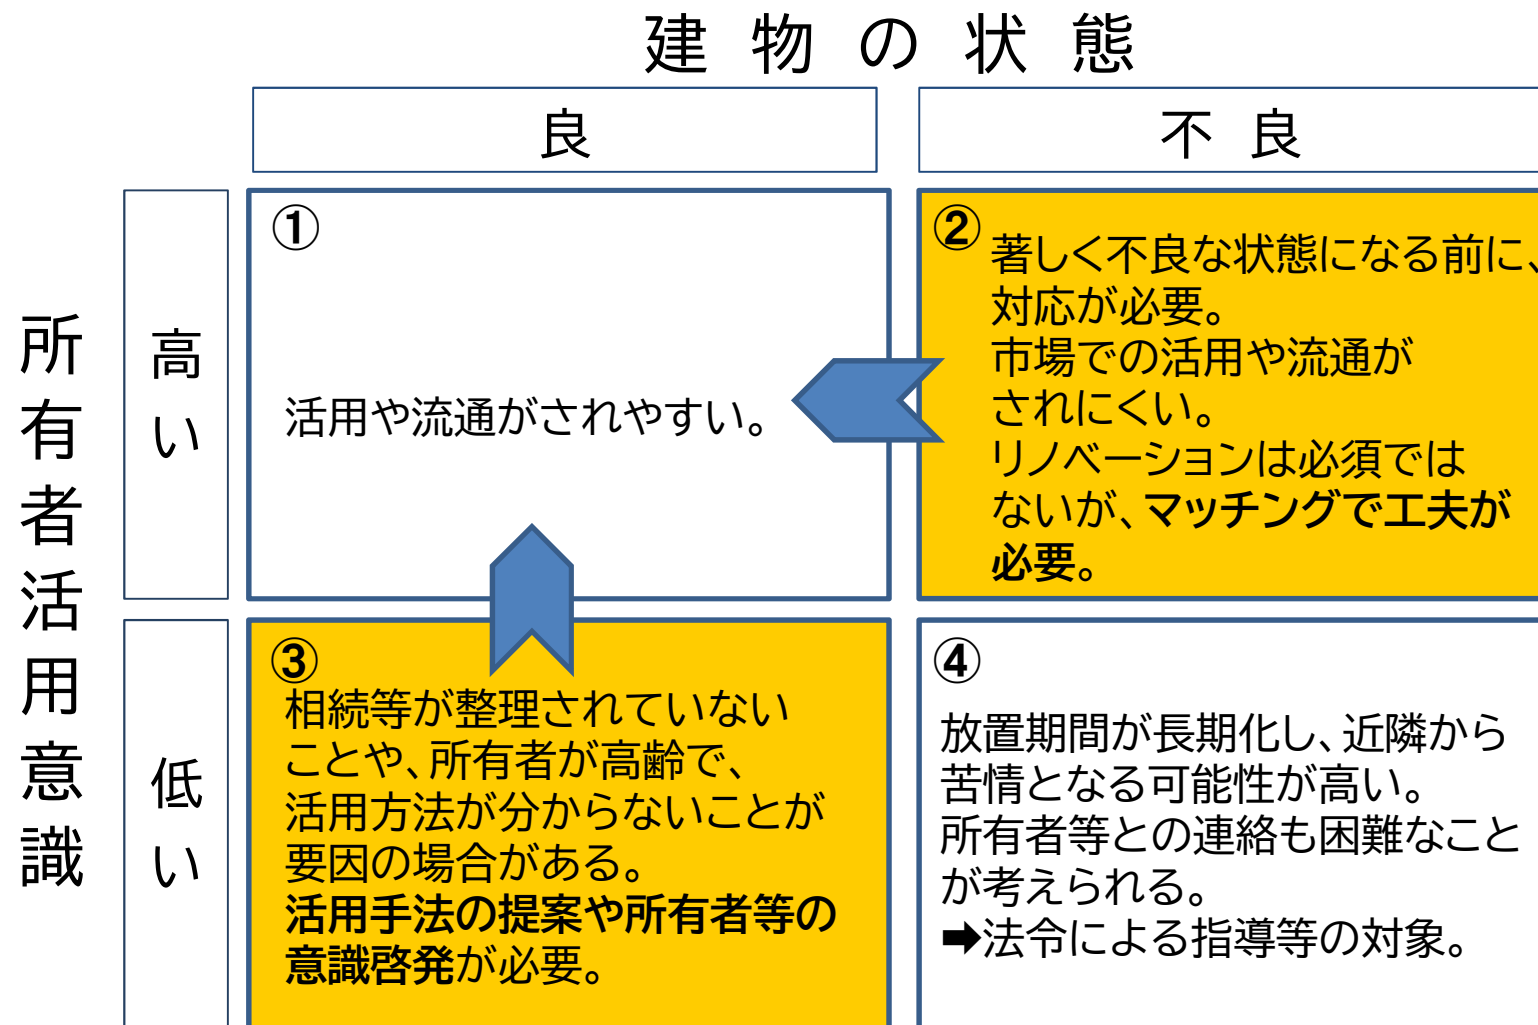 建物の状態
良
不良
所有者活用意識
高い
①
活用や流通がされやすい。
②
著しく不良な状態になる前に、
対応が必要。
市場での活用や流通が
されにくい。
リノベーションは必須では
ないが、マッチングで工夫が
必要。
低い
③
相続等が整理されていない
ことや、所有者が高齢で、
活用方法が分からないことが
要因の場合がある。
活用手法の提案や所有者等の
意識啓発が必要。
④
放置期間が長期化し、近隣から
苦情となる可能性が高い。
所有者等との連絡も困難なこと
が考えられる。
➡法令による指導等の対象。